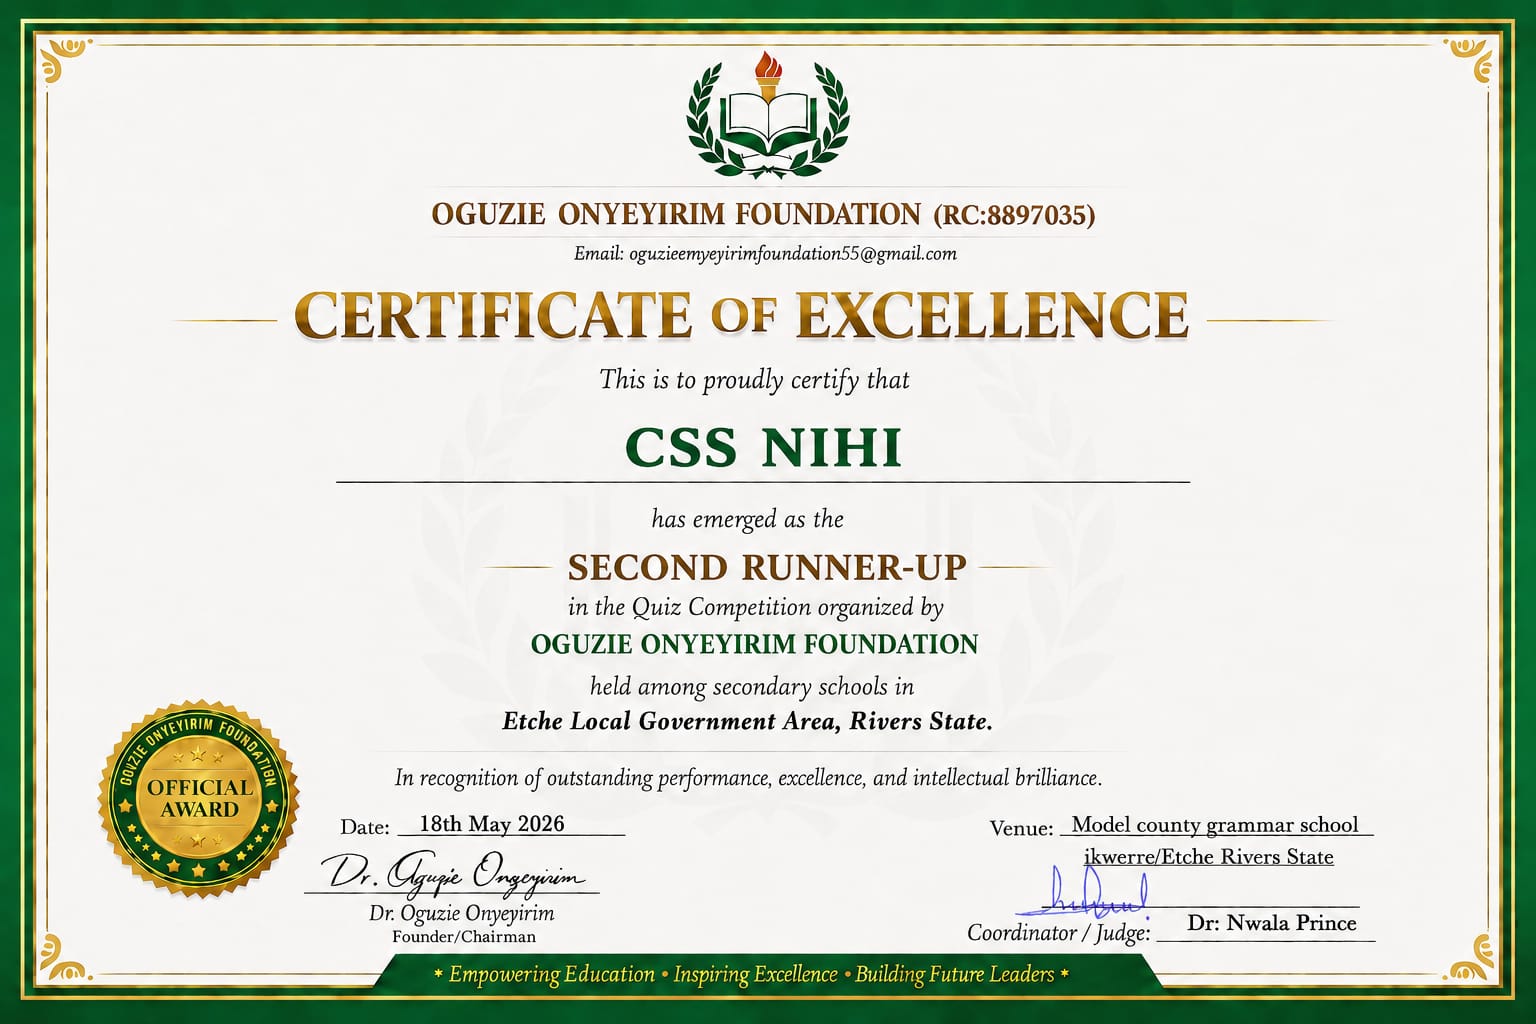 OGUZIE ONYEYIRIM FOUNDATION (RC:8897035)
Email: oguzieemyeyirimfoundation55@gmail.com
CERTIFICATE OF EXCELLENCE
This is to proudly certify that
CSS NIHI
has emerged as the
SECOND RUNNER-UP
in the Quiz Competition organized by
OGUZIE ONYEYIRIM FOUNDATION
held among secondary schools in
Etche Local Government Area, Rivers State.
In recognition of outstanding performance, excellence, and intellectual brilliance.
OGUZIE ONYEYIRIM FOUNDATION
OFFICIAL
AWARD
Date: 18th May 2026
Dr. Oguzie Onyeyirim
Dr. Oguzie Onyeyirim
Founder/Chairman
Venue: Model county grammar school
ikwerre/Etche Rivers State
Coordinator / Judge: Dr: Nwala Prince
* Empowering Education • Inspiring Excellence • Building Future Leaders *